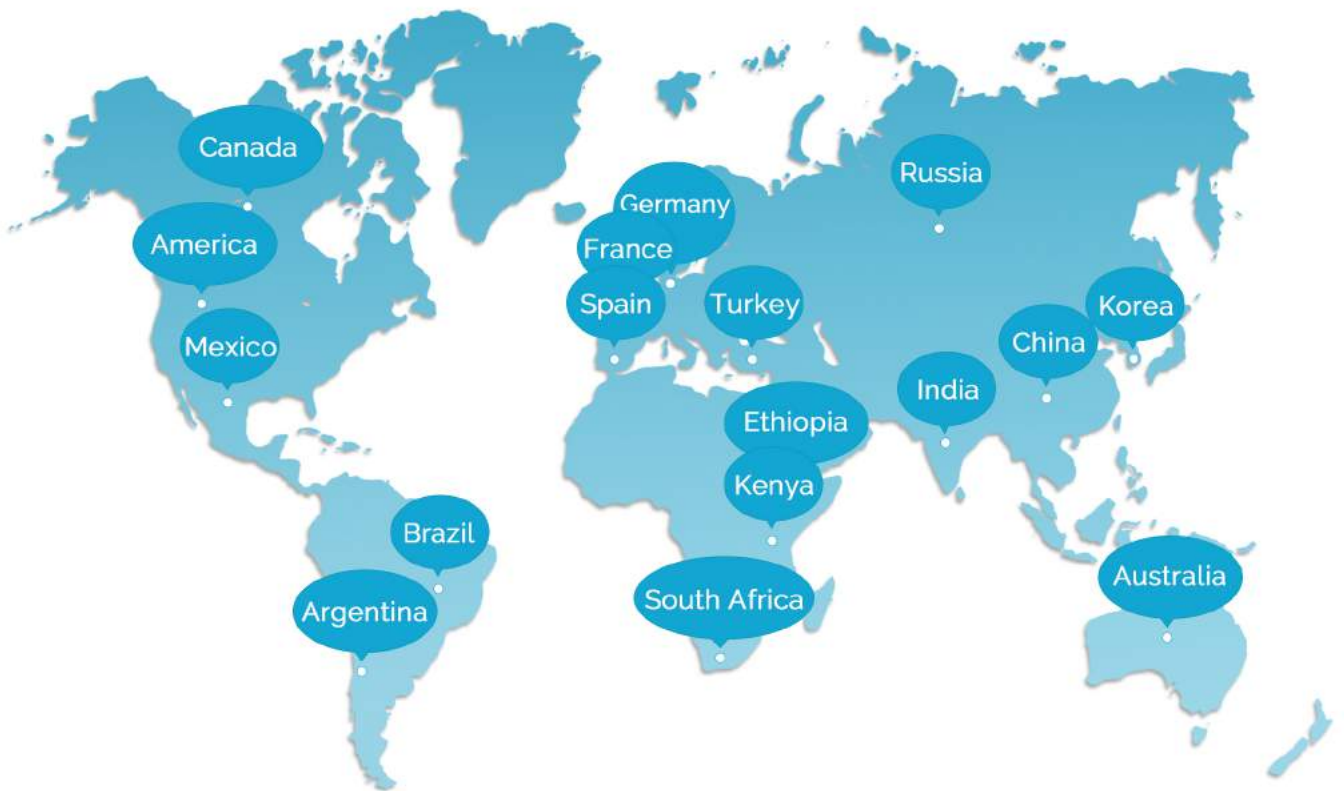 Canada
Russia
Germany
America
France
Spain
Turkey
Korea
China
Mexico
India
Ethiopia
Kenya
Brazil
Australia
South Africa
Argentina